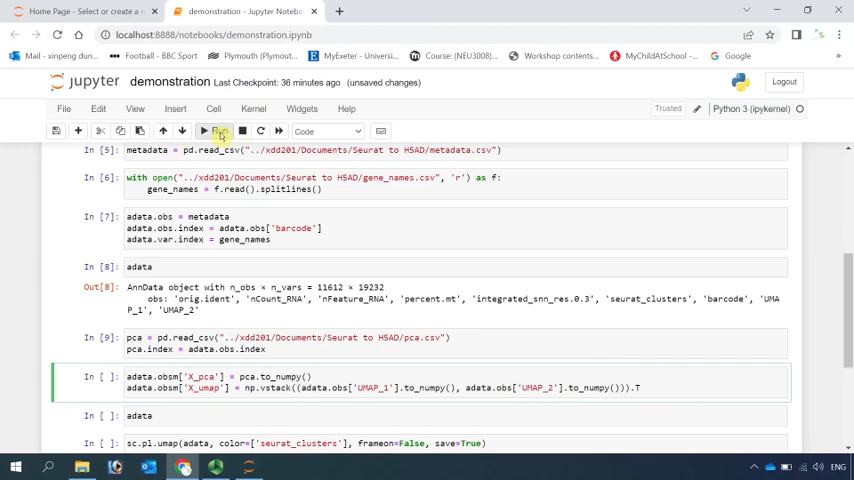 Home Page - Select or create a n
demonstration - Jupyter Notebo
localhost:8888/notebooks/demonstration.ipynb
Mail - xinpeng dun...
Football - BBC Sport
Plymouth (Plymout...
MyExeter - Universi...
Course: (NEU3008)...
Workshop contents...
MyChildAtSchool -...
Google
»
jupyter demonstration Last Checkpoint: 36 minutes ago (unsaved changes)
Logout
File Edit View Insert Cell Kernel Widgets Help
Trusted
Python 3 (ipykernel)
Run
Code
In [5]: metadata = pd.read_csv("../xdd201/Documents/Seurat to H5AD/metadata.csv")
In [6]: with open("../xdd201/Documents/Seurat to H5AD/gene_names.csv", 'r') as f:
gene_names = f.read().splitlines()
In [7]: adata.obs = metadata
adata.obs.index = adata.obs['barcode']
adata.var.index = gene_names
In [8]: adata
Out[8]: AnnData object with n_obs × n_vars = 11612 × 19232
obs: 'orig.ident', 'nCount_RNA', 'nFeature_RNA', 'percent.mt', 'integrated_snn_res.0.3', 'seurat_clusters', 'barcode', 'UMA
P_1', 'UMAP_2'
In [9]: pca = pd.read_csv("../xdd201/Documents/Seurat to H5AD/pca.csv")
pca.index = adata.obs.index
In [ ]: adata.obsm['X_pca'] = pca.to_numpy()
adata.obsm['X_umap'] = np.vstack((adata.obs['UMAP_1'].to_numpy(), adata.obs['UMAP_2'].to_numpy())).T
In [ ]: adata
In [ ]: sc.pl.umap(adata, color=['seurat_clusters'], frameon=False, save=True)
ENG